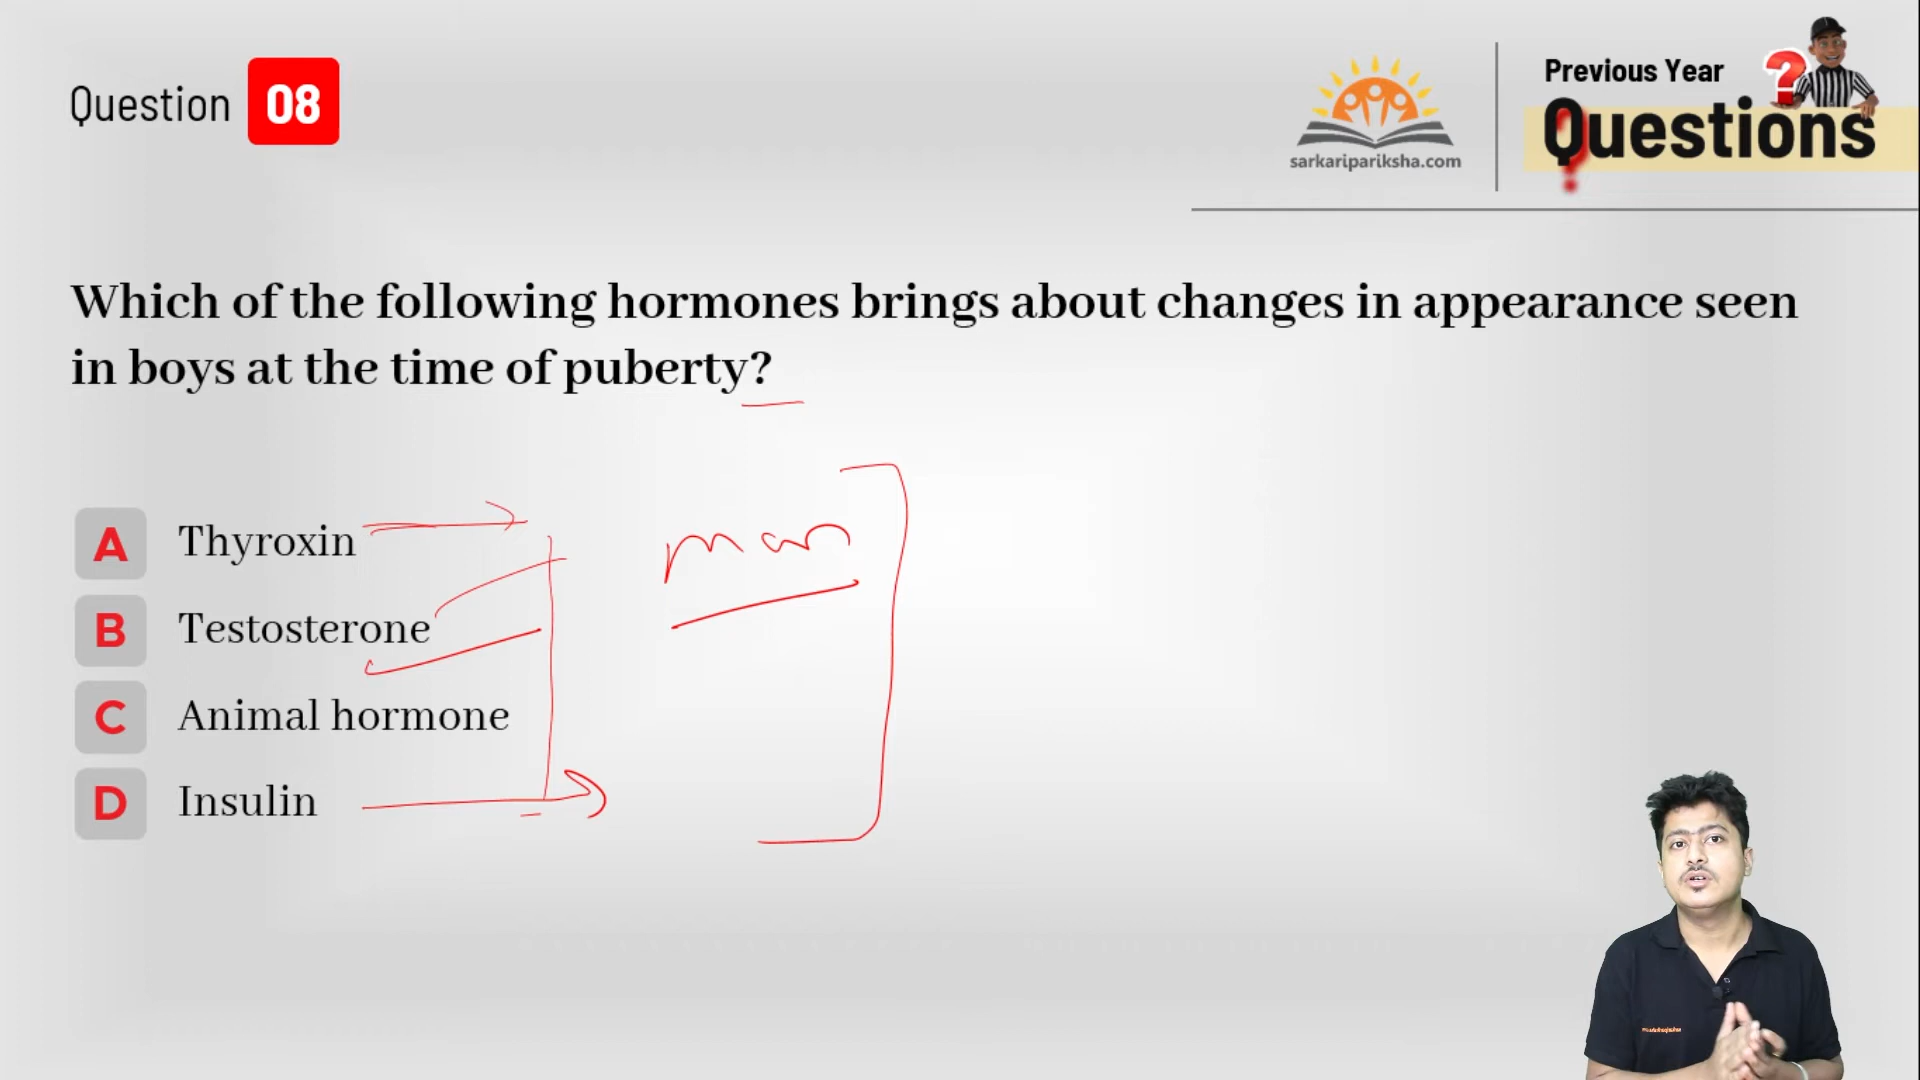 Question 08
sarkaripariksha.com
Previous Year
Questions
Which of the following hormones brings about changes in appearance seen
in boys at the time of puberty?
A Thyroxin
man
B Testosterone
C Animal hormone
D Insulin